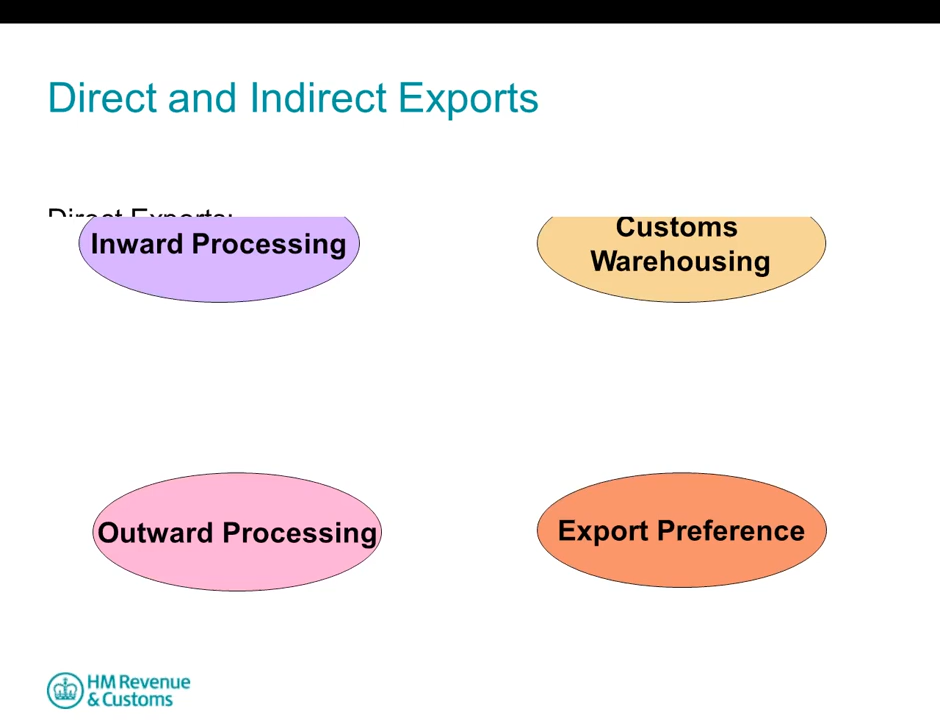 Direct and Indirect Exports
Direct Exports:
Inward Processing
Customs
Warehousing
Outward Processing
Export Preference
HM Revenue
& Customs